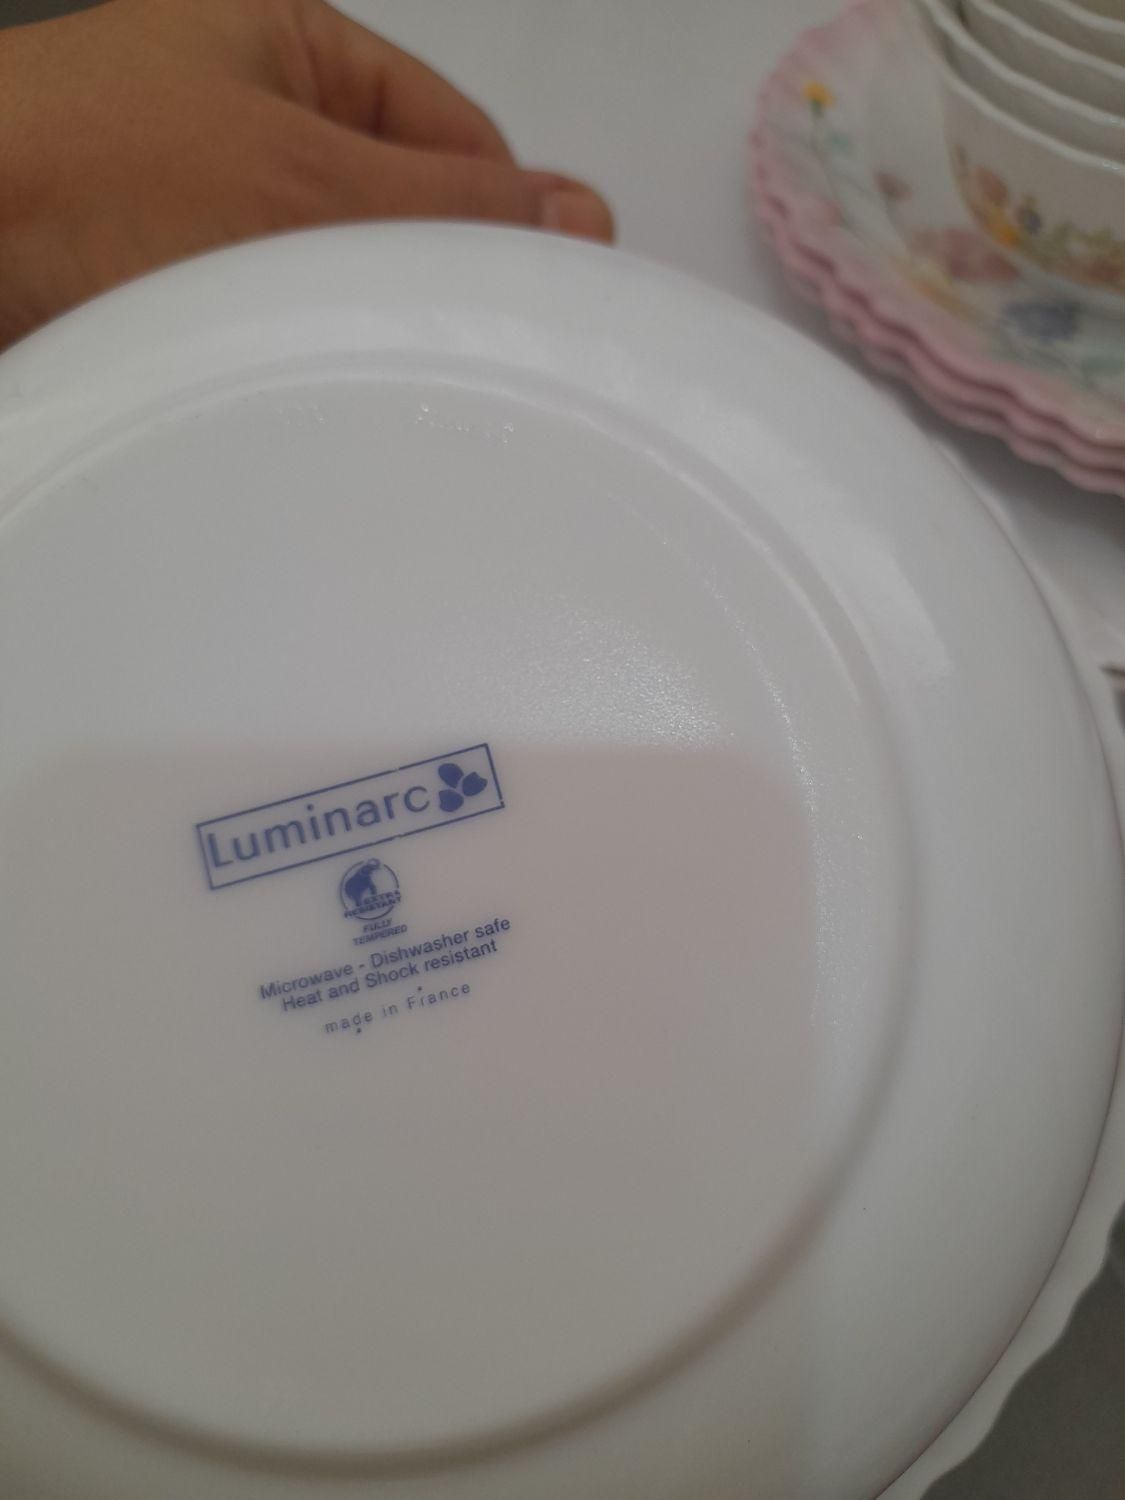 Luminarc
EXTRA
RESISTANT
FULLY
TEMPERED
Microwave - Dishwasher safe
Heat and Shock resistant
made in France